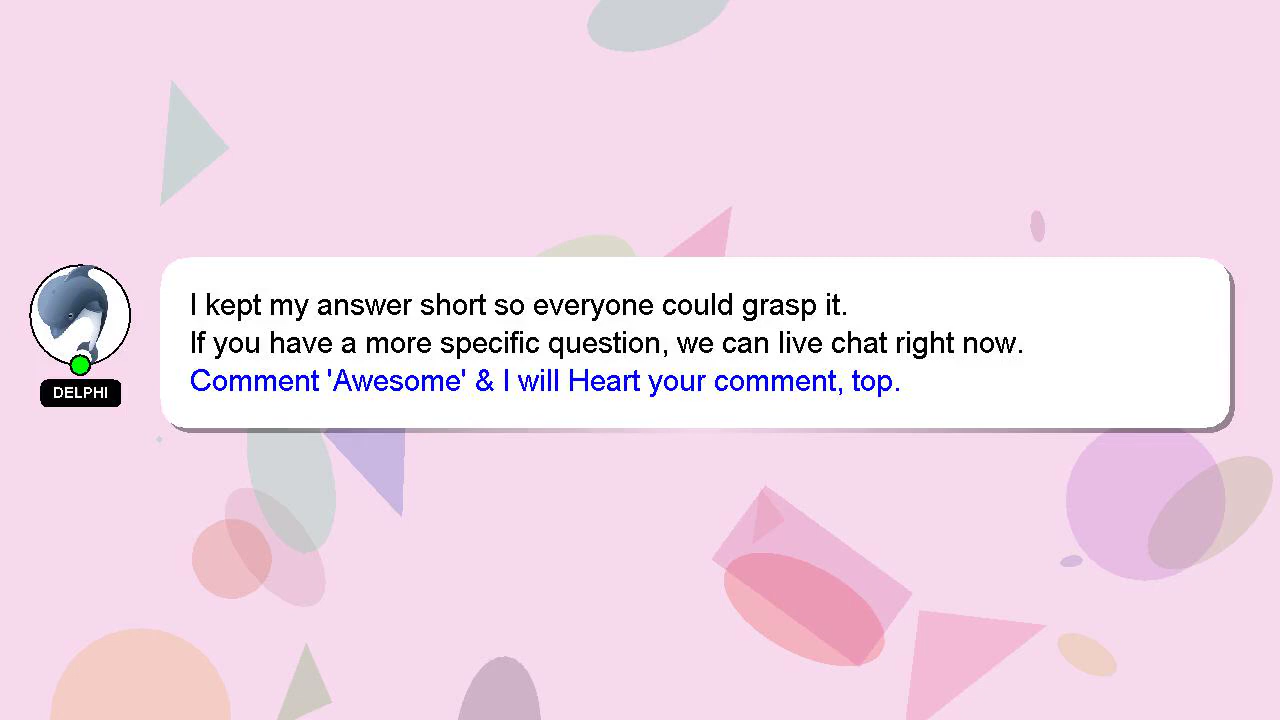 I kept my answer short so everyone could grasp it.
If you have a more specific question, we can live chat right now.
Comment 'Awesome' & I will Heart your comment, top.
DELPHI